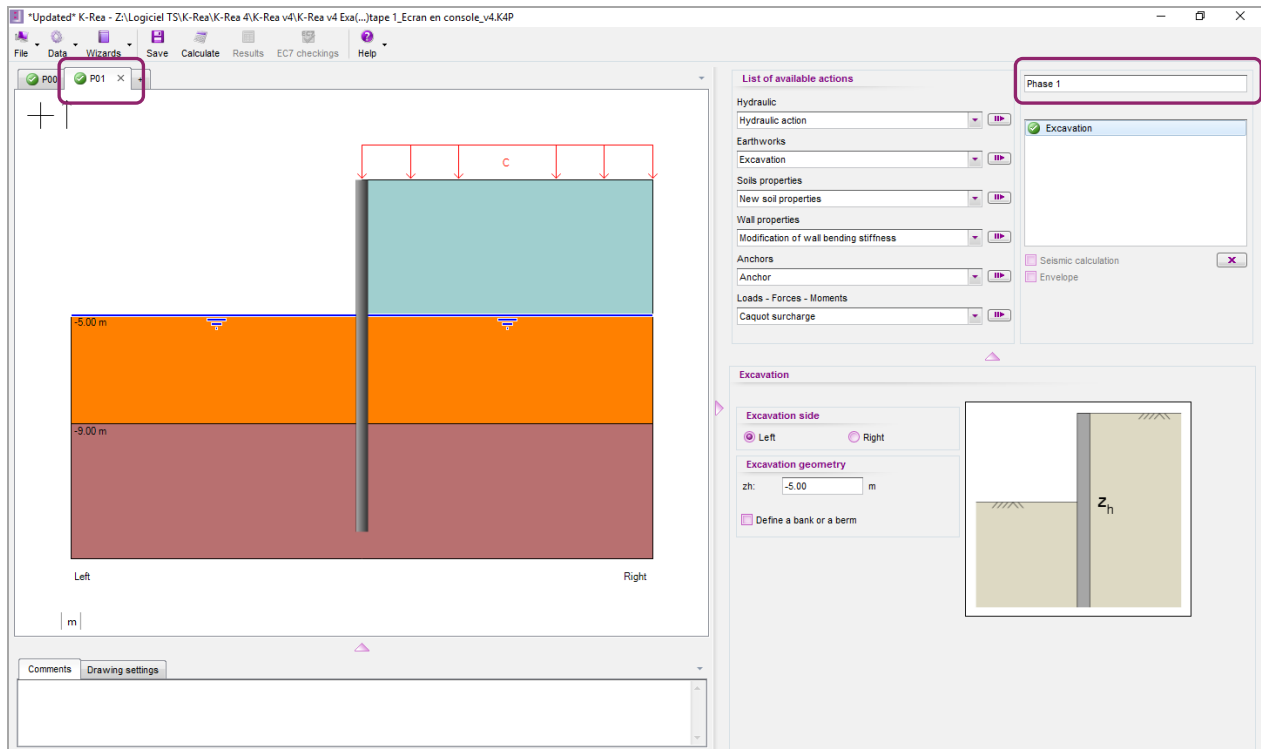 *Updated* K-Rea - Z:\Logiciel TS\K-Rea\K-Rea 4\K-Rea v4\K-Rea v4 Exa(...)tape 1_Ecran en console_v4.K4P
File Data Wizards Save Calculate Results EC7 checkings Help
P00 P01 × +
C
-5.00 m
-9.00 m
Left Right
m
Comments Drawing settings
List of available actions
Hydraulic
Hydraulic action
Earthworks
Excavation
Soils properties
New soil properties
Wall properties
Modification of wall bending stiffness
Anchors
Anchor
Loads - Forces - Moments
Caquot surcharge
Phase 1
Excavation
Seismic calculation
Envelope
Excavation
Excavation side
Left Right
Excavation geometry
zh: -5.00 m
Define a bank or a berm
zh